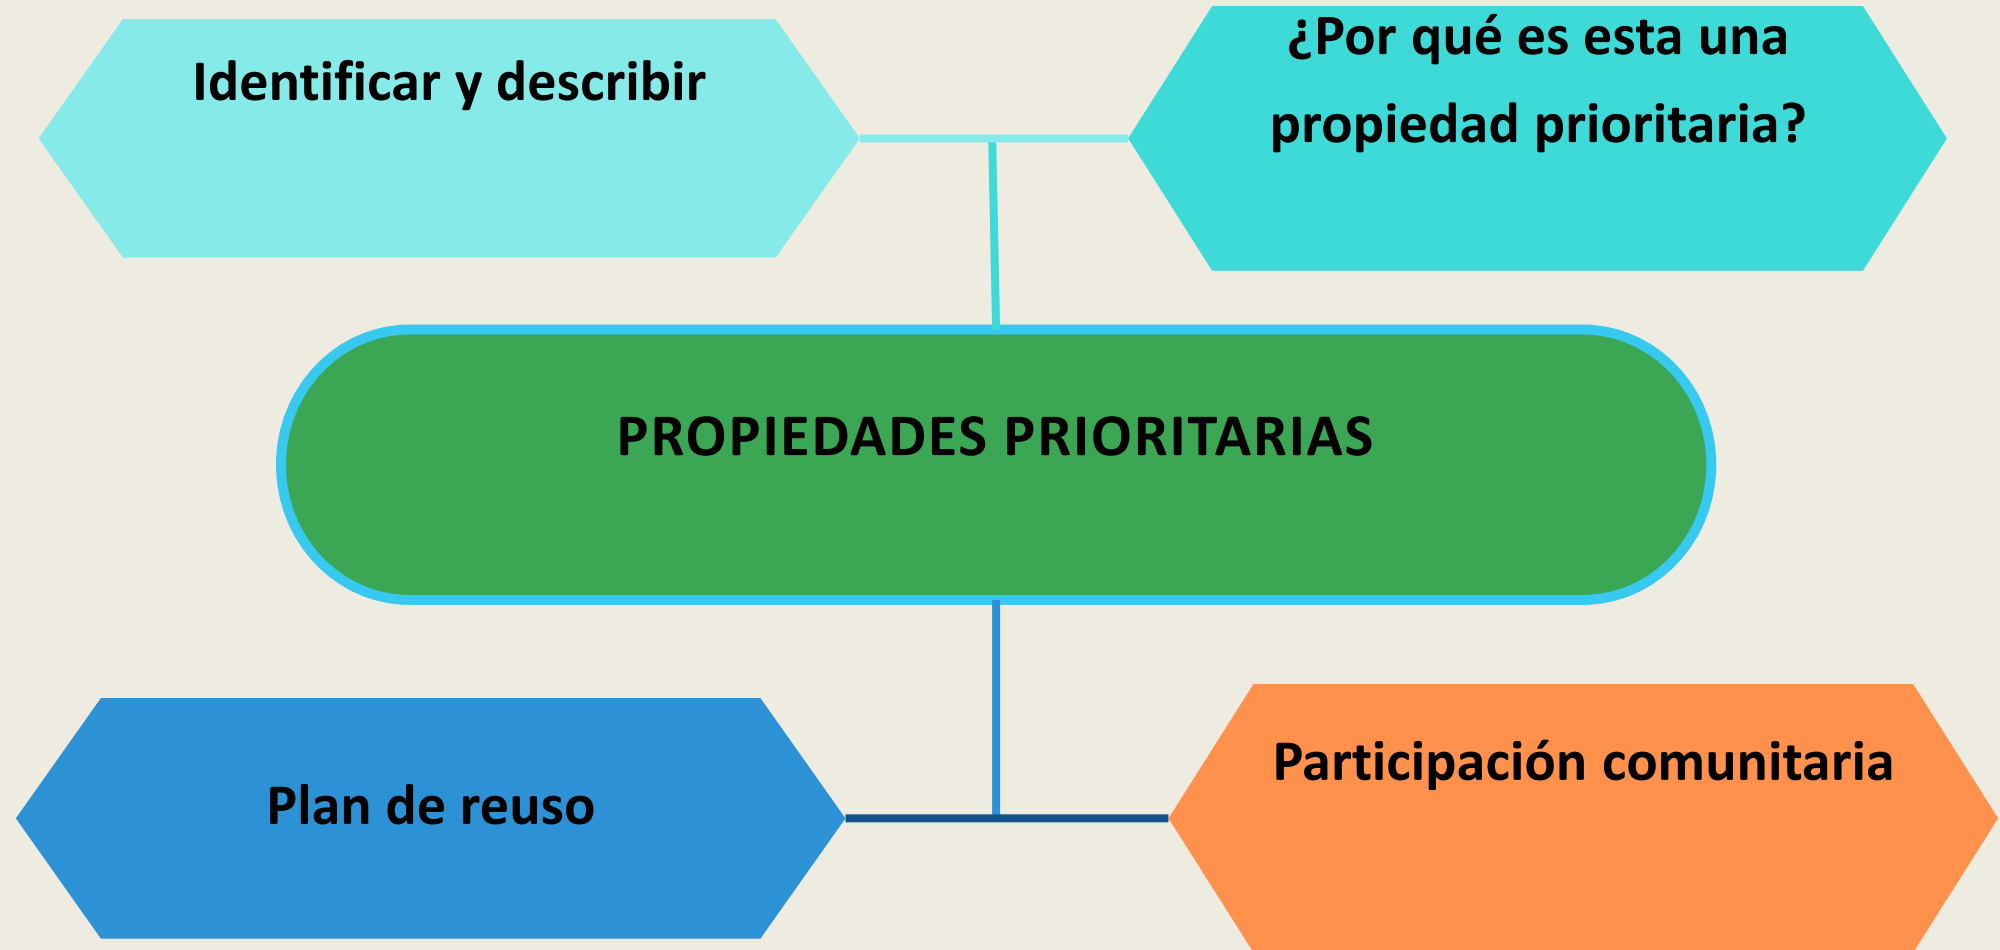 Identificar y describir
¿Por qué es esta una
propiedad prioritaria?
PROPIEDADES PRIORITARIAS
Plan de reuso
Participación comunitaria